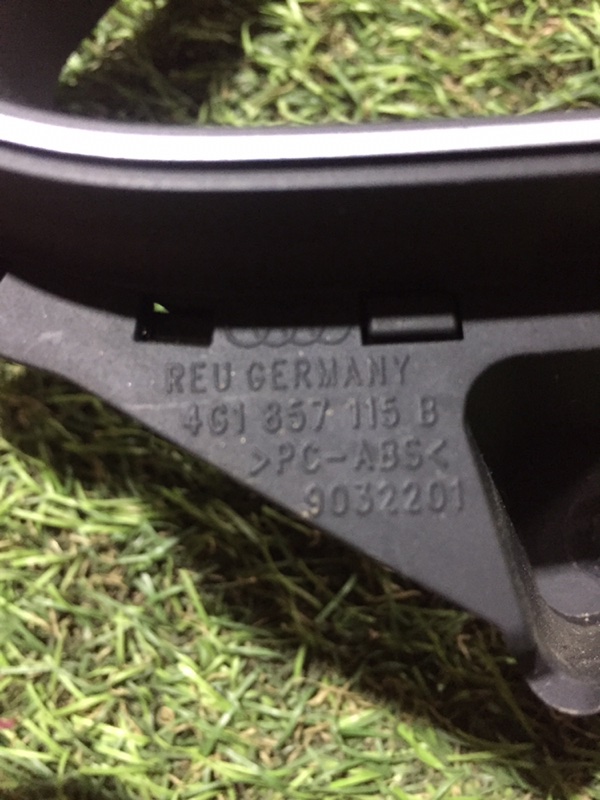 REU GERMANY
4G1 857 115 B
>PC-ABS<
9032201